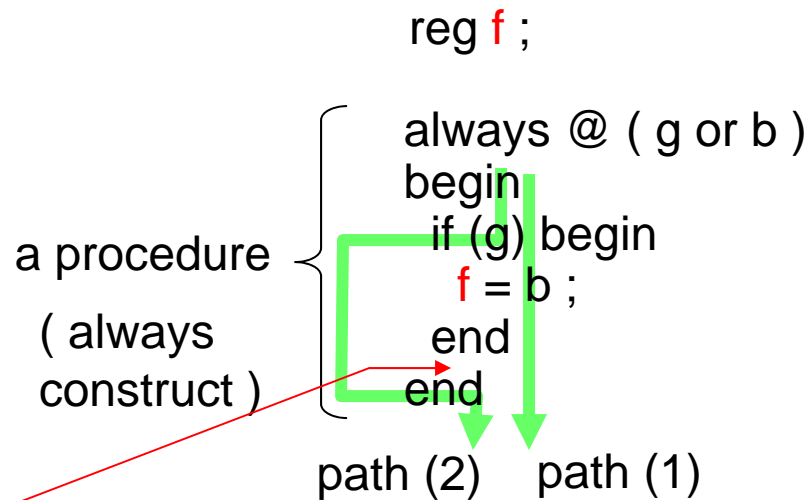 reg f ;
always @ ( g or b )
begin
if (g) begin
a procedure
f = b ;
( always
end
construct )
end
path (2) path (1)